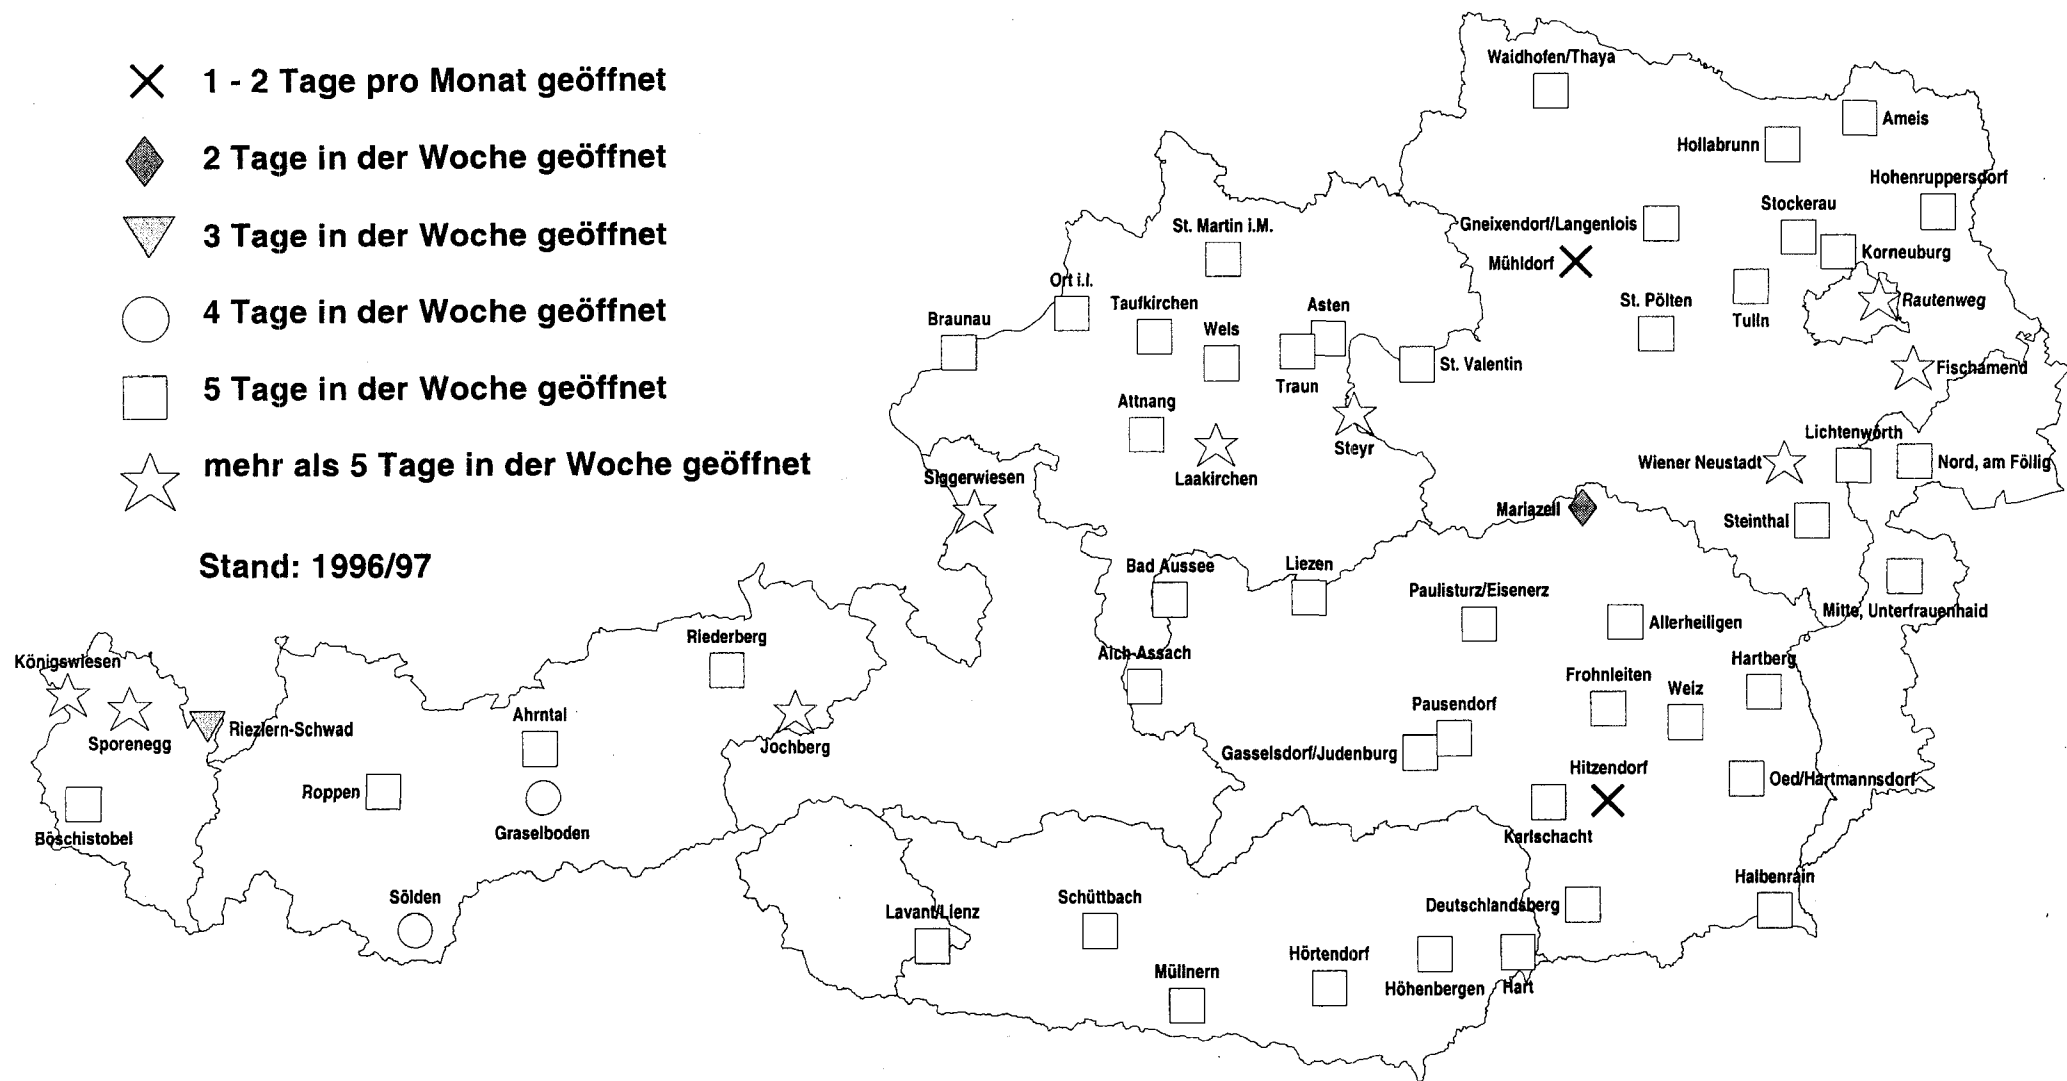 1 - 2 Tage pro Monat geöffnet
2 Tage in der Woche geöffnet
3 Tage in der Woche geöffnet
4 Tage in der Woche geöffnet
5 Tage in der Woche geöffnet
mehr als 5 Tage in der Woche geöffnet
Stand: 1996/97
Waidhofen/Thaya
Ameis
Hollabrunn
Hohenruppersdorf
Stockerau
Gneixendorf/Langenlois
St. Martin i.M.
Korneuburg
Mühldorf
Ort i.I.
Rautenweg
St. Pölten
Taufkirchen
Asten
Braunau
Wels
Tulln
St. Valentin
Fischamend
Traun
Attnang
Lichtenwörth
Steyr
Wiener Neustadt
Nord, am Föllig
Siggerwiesen
Laakirchen
Mariazell
Steinthal
Bad Aussee
Liezen
Paulisturz/Eisenerz
Mitte, Unterfrauenhaid
Allerheiligen
Riederberg
Aich-Assach
Hartberg
Königswiesen
Frohnleiten
Weiz
Pausendorf
Ahrntal
Riezlern-Schwad
Sporenegg
Jochberg
Gasselsdorf/Judenburg
Hitzendorf
Oed/Hartmannsdorf
Roppen
Graselboden
Karlschacht
Böschistobel
Halbenrain
Sölden
Schüttbach
Deutschlandsberg
Lavant/Lienz
Hörtendorf
Müllnern
Höhenbergen
Hart